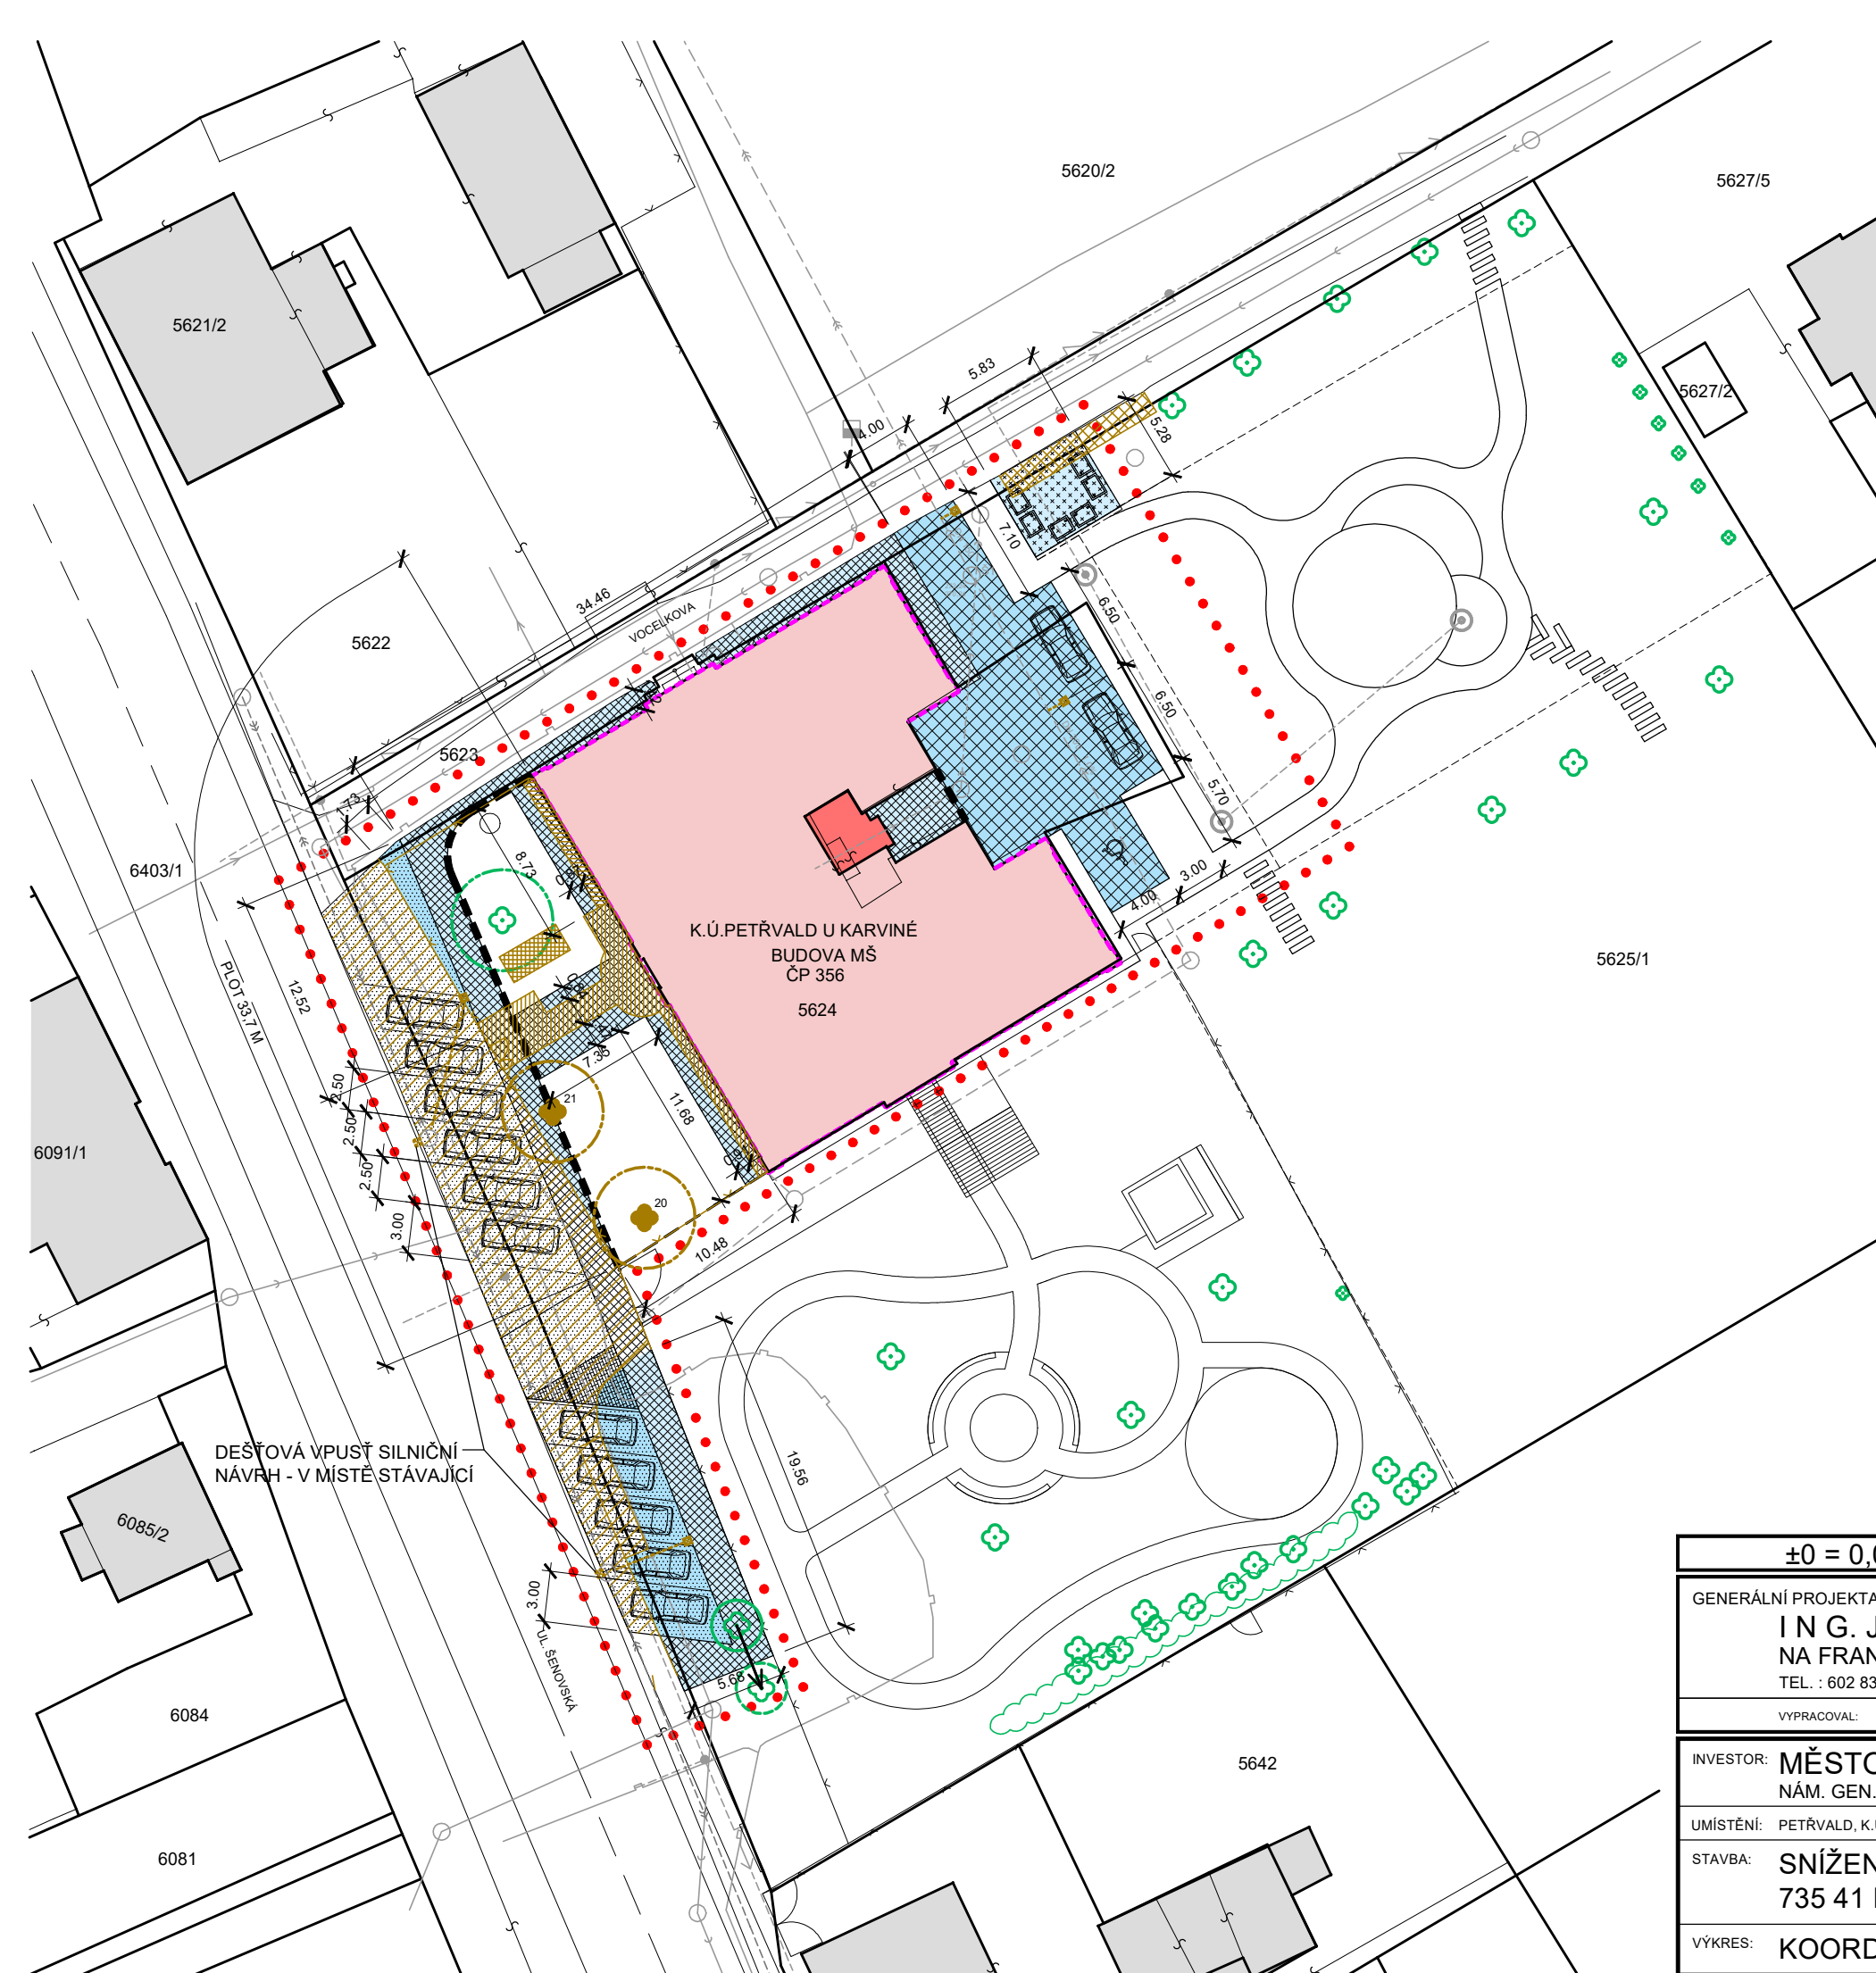 5620/2
5627/5
5621/2
5.83
5627/2
4.00
5.28
7.10
34.46
VOCELKOVA
6.50
5622
6.50
5623
5.70
6403/1
8.73
3.00
4.00
K.Ú.PETŘVALD U KARVINÉ
BUDOVA MŠ
ČP 356
5624
5625/1
PLOT 33,7 M
12.52
7.35
2.50
21
11.68
2.50
6091/1
2.50
20
3.00
10.48
DEŠŤOVÁ VPUSŤ SILNIČNÍ
NÁVRH - V MÍSTĚ STÁVAJÍCÍ
19.56
6085/2
3.00
UL. ŠENOVSKÁ
5.68
6084
5642
6081
±0 = 0,
GENERÁLNÍ PROJEKTA
I N G. J
NA FRAN
TEL. : 602 83
VYPRACOVAL:
INVESTOR: MĚSTO
NÁM. GEN.
UMÍSTĚNÍ: PETŘVALD, K.
STAVBA: SNÍŽEN
735 41
VÝKRES: KOORD